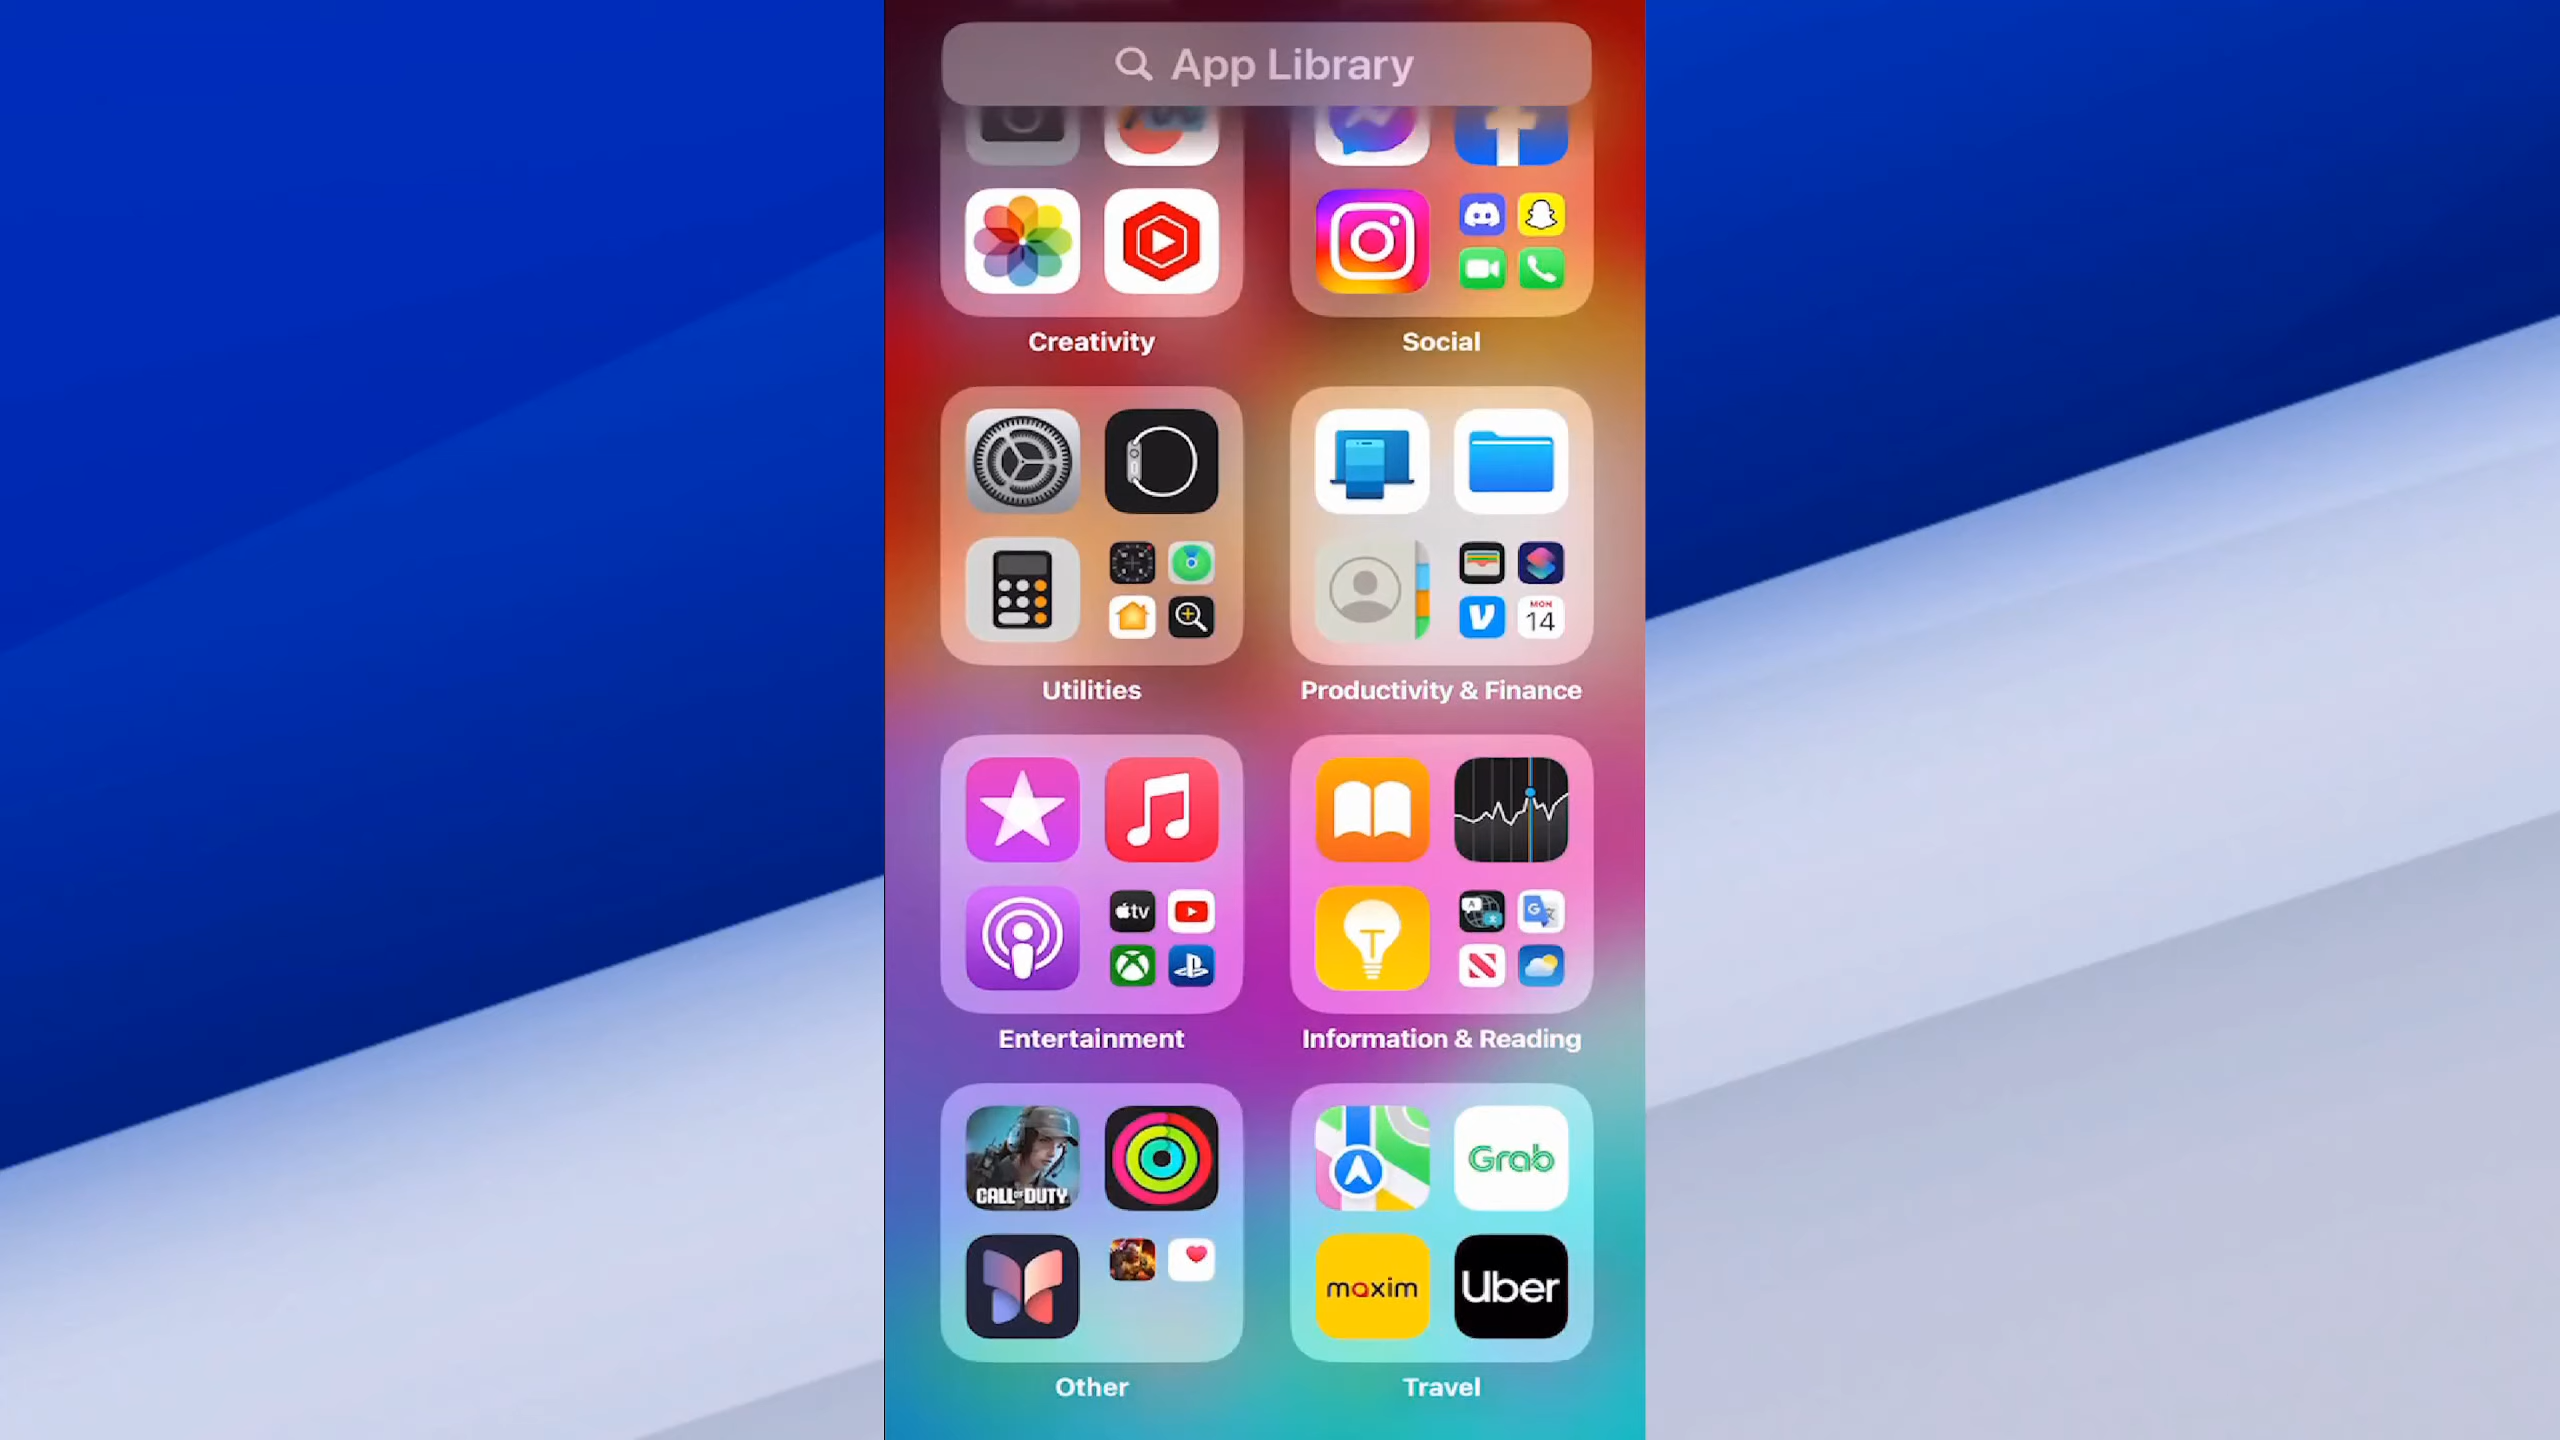 App Library
Creativity
Social
MON
14
Utilities
Productivity & Finance
tv
G
Entertainment
Information & Reading
CALL OF DUTY
Grab
maxim
Uber
Other
Travel